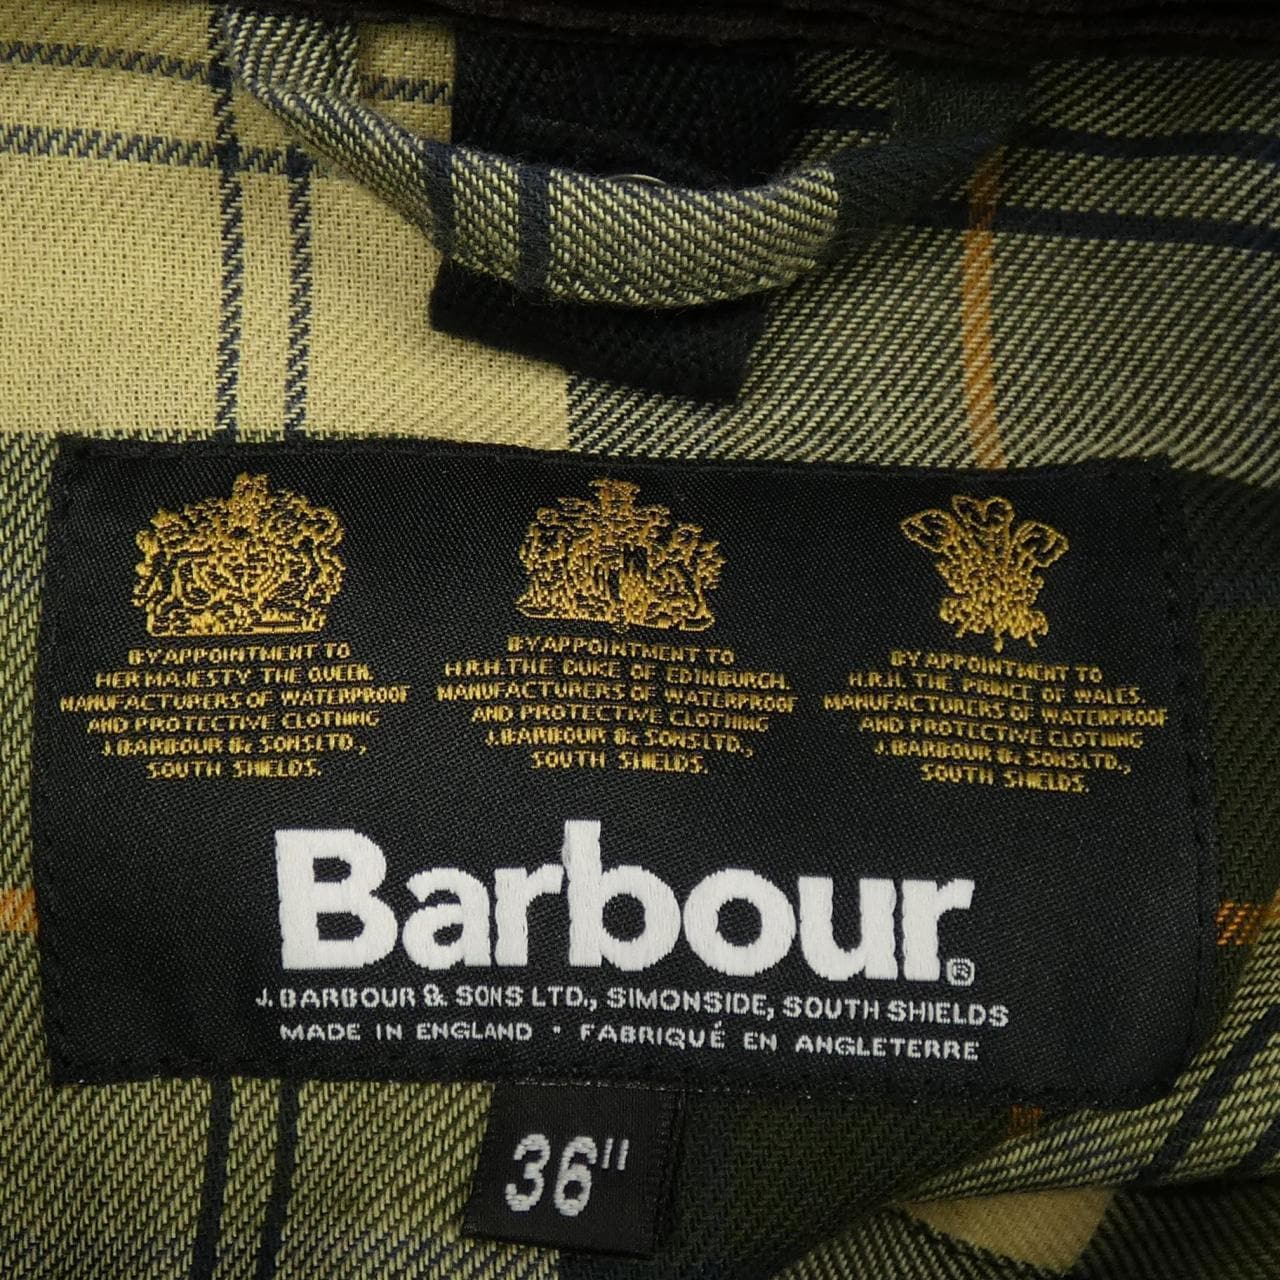 BY APPOINTMENT TO
HER MAJESTY THE QUEEN
MANUFACTURERS OF WATERPROOF
AND PROTECTIVE CLOTHING
J.BARBOUR & SONS LTD.,
SOUTH SHIELDS.
BY APPOINTMENT TO
H.R.H. THE DUKE OF EDINBURGH
MANUFACTURERS OF WATERPROOF
AND PROTECTIVE CLOTHING
J.BARBOUR & SONS LTD.,
SOUTH SHIELDS.
BY APPOINTMENT TO
H.R.H. THE PRINCE OF WALES.
MANUFACTURERS OF WATERPROOF
AND PROTECTIVE CLOTHING
J.BARBOUR & SONS LTD.,
SOUTH SHIELDS.
Barbour®
J. BARBOUR & SONS LTD., SIMONSIDE, SOUTH SHIELDS
MADE IN ENGLAND • FABRIQUÉ EN ANGLETERRE
36"